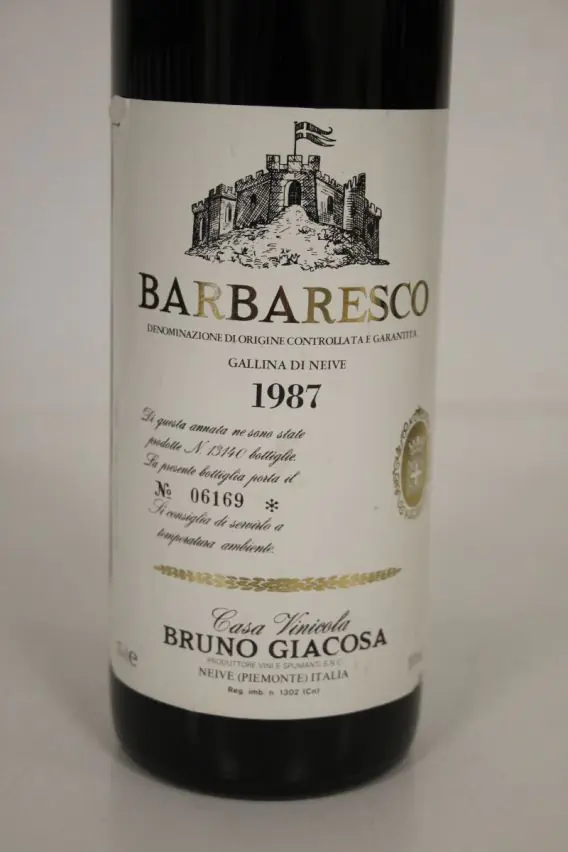 BARBARESCO
DENOMINAZIONE DI ORIGINE CONTROLLATA E GARANTITA
GALLINA DI NEIVE
1987
Di questa annata ne sono state
prodotte N. 13140 bottiglie.
La presente bottiglia porta il
№ 06169 *
Si consiglia di servirlo a
temperatura ambiente.
Casa Vinicola
BRUNO GIACOSA
PRODUTTORE VINI E SPUMANTI S.N.C.
NEIVE (PIEMONTE) ITALIA
Reg. imb. n. 1302 (Cn)
e